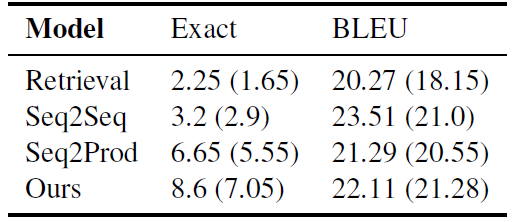 Model Exact BLEU
Retrieval 2.25 (1.65) 20.27 (18.15)
Seq2Seq 3.2 (2.9) 23.51 (21.0)
Seq2Prod 6.65 (5.55) 21.29 (20.55)
Ours 8.6 (7.05) 22.11 (21.28)